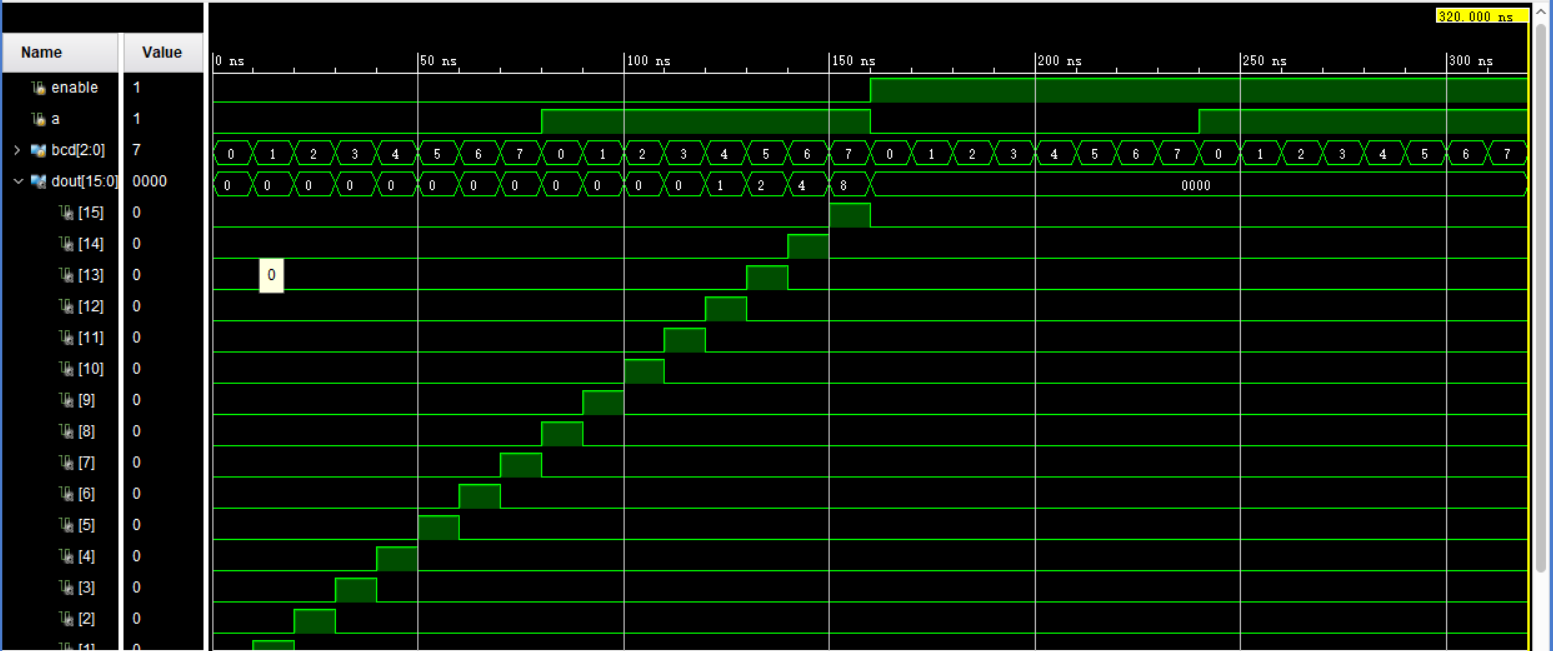 320.000 ns
Name Value
0 ns 50 ns 100 ns 150 ns 200 ns 250 ns 300 ns
enable 1
a 1
bcd[2:0] 7 0 1 2 3 4 5 6 7 0 1 2 3 4 5 6 7 0 1 2 3 4 5 6 7 0 1 2 3 4 5 6 7
dout[15:0] 0000 0 0 0 0 0 0 0 0 0 0 0 0 1 2 4 8 0000
[15] 0
[14] 0
[13] 0 0
[12] 0
[11] 0
[10] 0
[9] 0
[8] 0
[7] 0
[6] 0
[5] 0
[4] 0
[3] 0
[2] 0
[1] 0